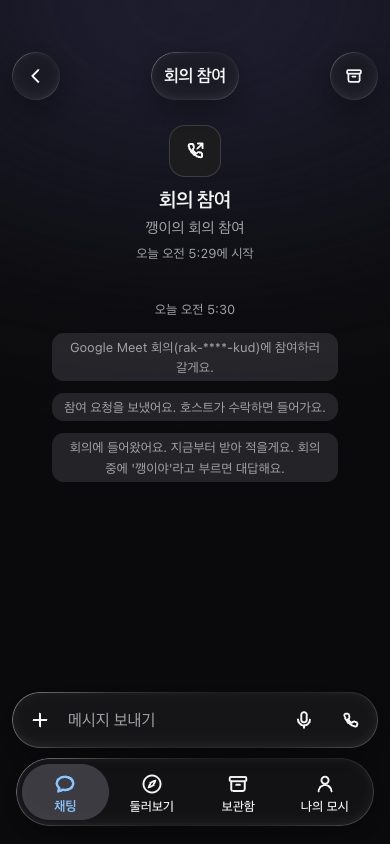 회의 참여
회의 참여
깽이의 회의 참여
오늘 오전 5:29에 시작
오늘 오전 5:30
Google Meet 회의(rak-****-kud)에 참여하러
갈게요.
참여 요청을 보냈어요. 호스트가 수락하면 들어가요.
회의에 들어왔어요. 지금부터 받아 적을게요. 회의
중에 '깽이야'라고 부르면 대답해요.
메시지 보내기
채팅
둘러보기
보관함
나의 모시